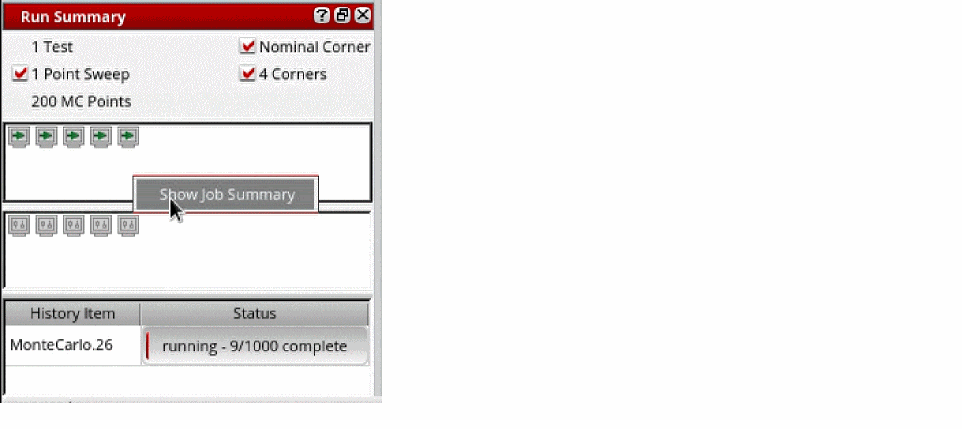 Run Summary
1 Test
Nominal Corner
1 Point Sweep
4 Corners
200 MC Points
Show Job Summary
History Item
Status
MonteCarlo.26
running - 9/1000 complete